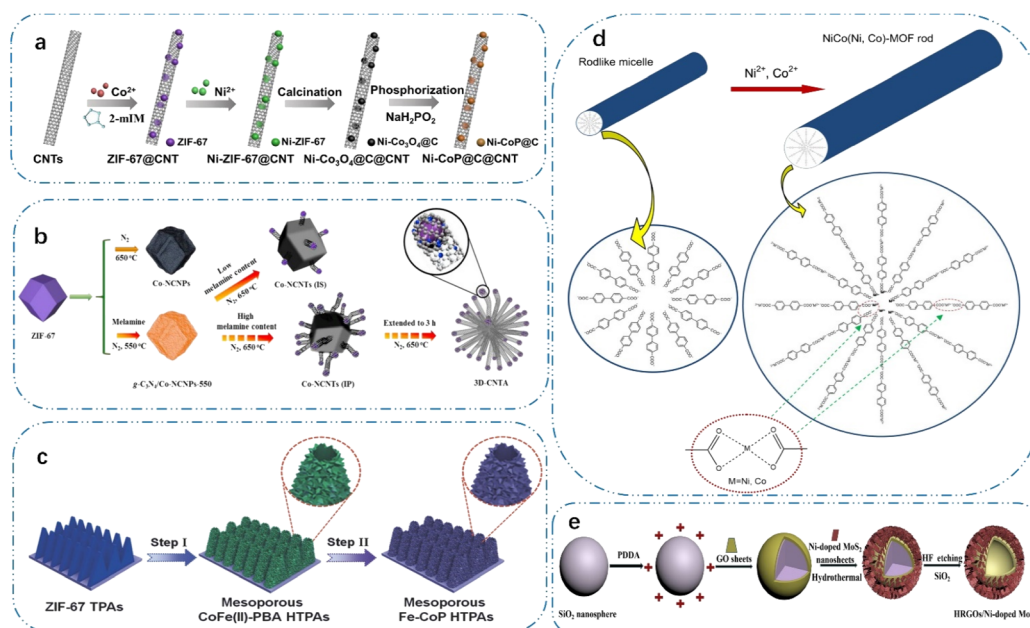 a
Co²⁺
2-mIM
Ni²⁺
Calcination
Phosphorization
NaH₂PO₂
ZIF-67
Ni-ZIF-67
Ni-Co₃O₄@C
Ni-CoP@C
CNTs
ZIF-67@CNT
Ni-ZIF-67@CNT
Ni-Co₃O₄@C@CNT
Ni-CoP@C@CNT
b
ZIF-67
N₂
650 °C
Co-NCNPs
Melamine
N₂, 550 °C
g-C₃N₄/Co-NCNPs-550
Low
melamine content
N₂, 650 °C
Co-NCNTs (IS)
High
melamine content
N₂, 650 °C
Co-NCNTs (IP)
Extended to 3 h
N₂, 650 °C
3D-CNTA
c
Step I
Step II
ZIF-67 TPAs
Mesoporous
CoFe(II)-PBA HTPAs
Mesoporous
Fe-CoP HTPAs
d
Rodlike micelle
Ni²⁺, Co²⁺
NiCo(Ni, Co)-MOF rod
O
O
M
O
O
M=Ni, Co
e
SiO₂ nanosphere
PDDA
GO sheets
Ni-doped MoS₂
nanosheets
Hydrothermal
HF etching
SiO₂
HRGOs/Ni-doped Mo